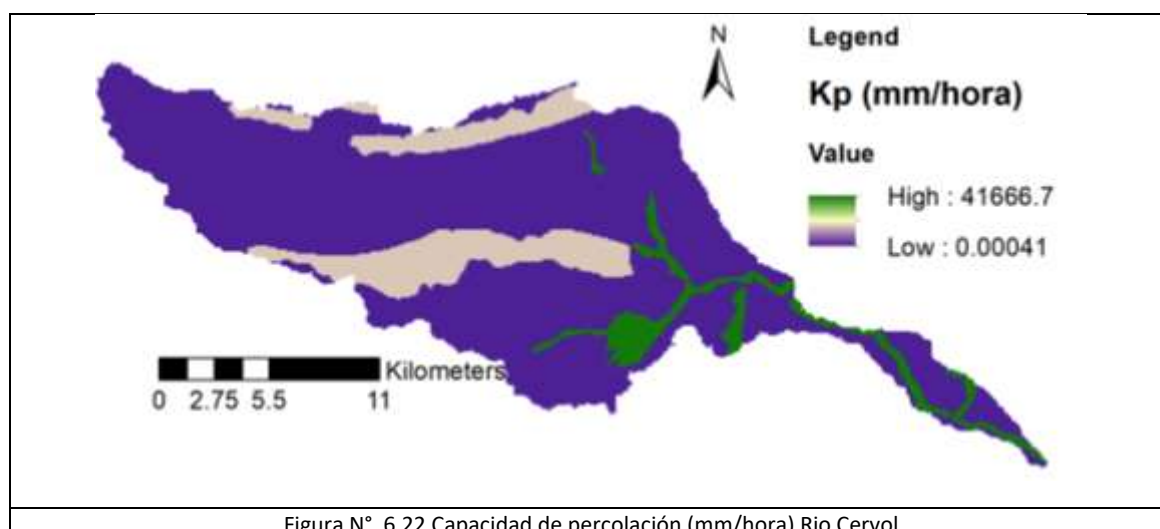 N
Legend
Kp (mm/hora)
Value
High : 41666.7
Low : 0.00041
Kilometers
0 2.75 5.5 11
Figura N° 6.22 Capacidad de percolación (mm/hora) Rio Cervol